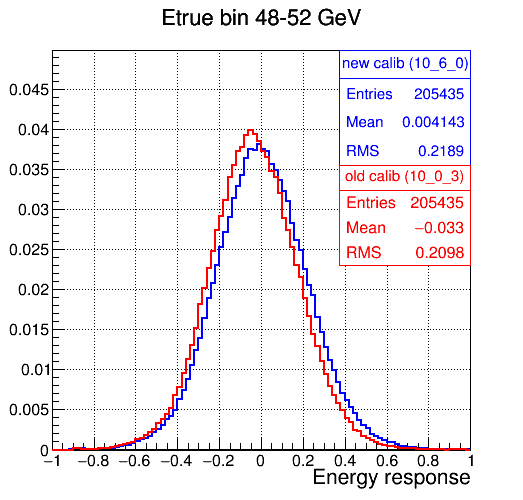 Etrue bin 48-52 GeV
new calib (10_6_0)
Entries 205435
Mean 0.004143
RMS 0.2189
old calib (10_0_3)
Entries 205435
Mean −0.033
RMS 0.2098
0.045
0.04
0.035
0.03
0.025
0.02
0.015
0.01
0.005
0
−1 −0.8 −0.6 −0.4 −0.2 0 0.2 0.4 0.6 0.8 1
Energy response